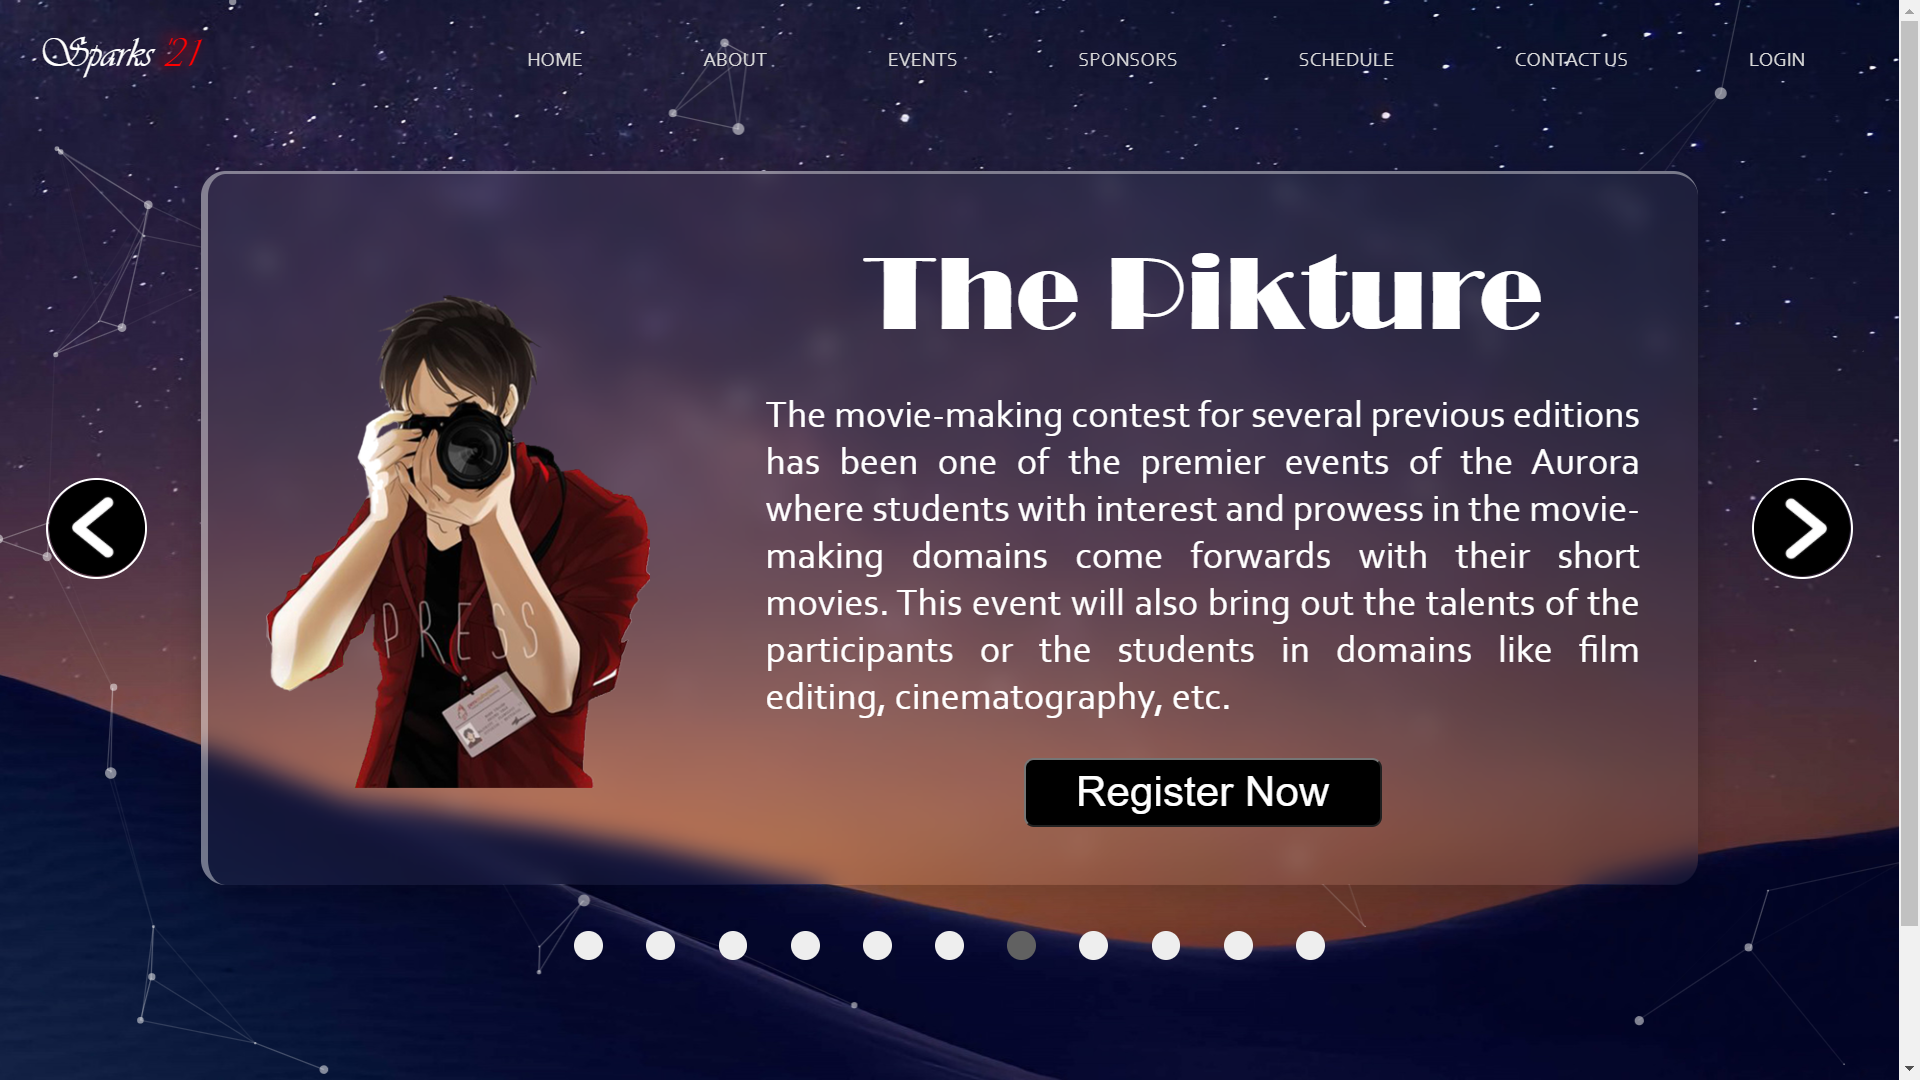 Sparks '21
HOME
ABOUT
EVENTS
SPONSORS
SCHEDULE
CONTACT US
LOGIN
The Pikture
The movie-making contest for several previous editions
has been one of the premier events of the Aurora
where students with interest and prowess in the movie-
making domains come forwards with their short
movies. This event will also bring out the talents of the
participants or the students in domains like film
editing, cinematography, etc.
PRESS
Register Now